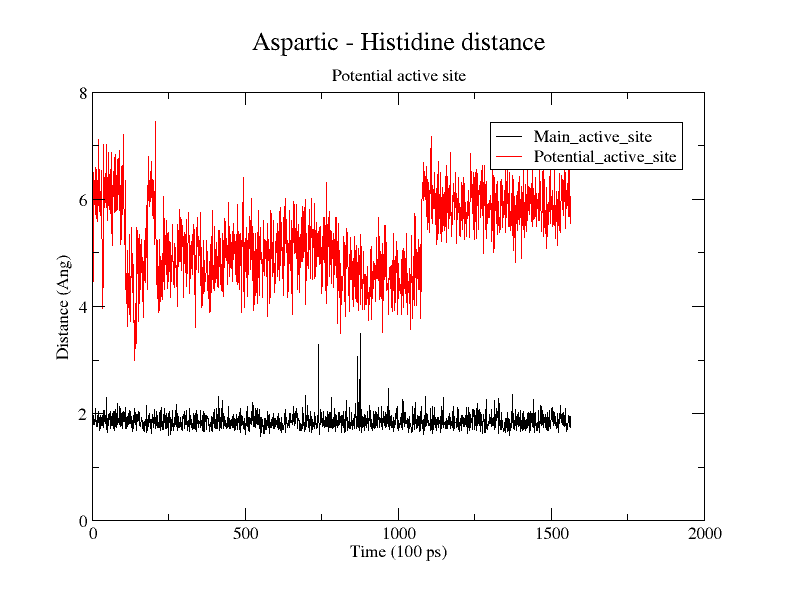 Aspartic - Histidine distance
Potential active site
Main_active_site
Potential_active_site
Distance (Ang)
8
6
4
2
0
0 500 1000 1500 2000
Time (100 ps)